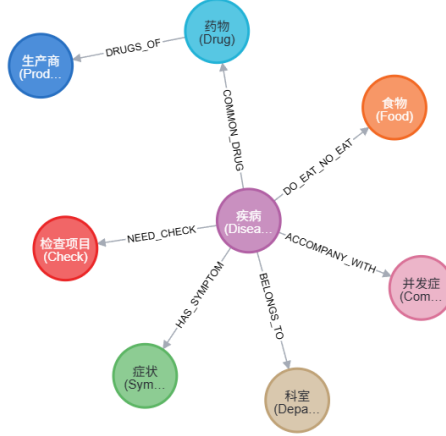 药物
(Drug)
生产商
(Prod...
DRUGS_OF
COMMON_DRUG
食物
(Food)
DO_EAT_NO_EAT
疾病
(Disea...
检查项目
(Check)
NEED_CHECK
ACCOMPANY_WITH
并发症
(Com...
HAS_SYMPTOM
BELONGS_TO
症状
(Sym...
科室
(Depa...